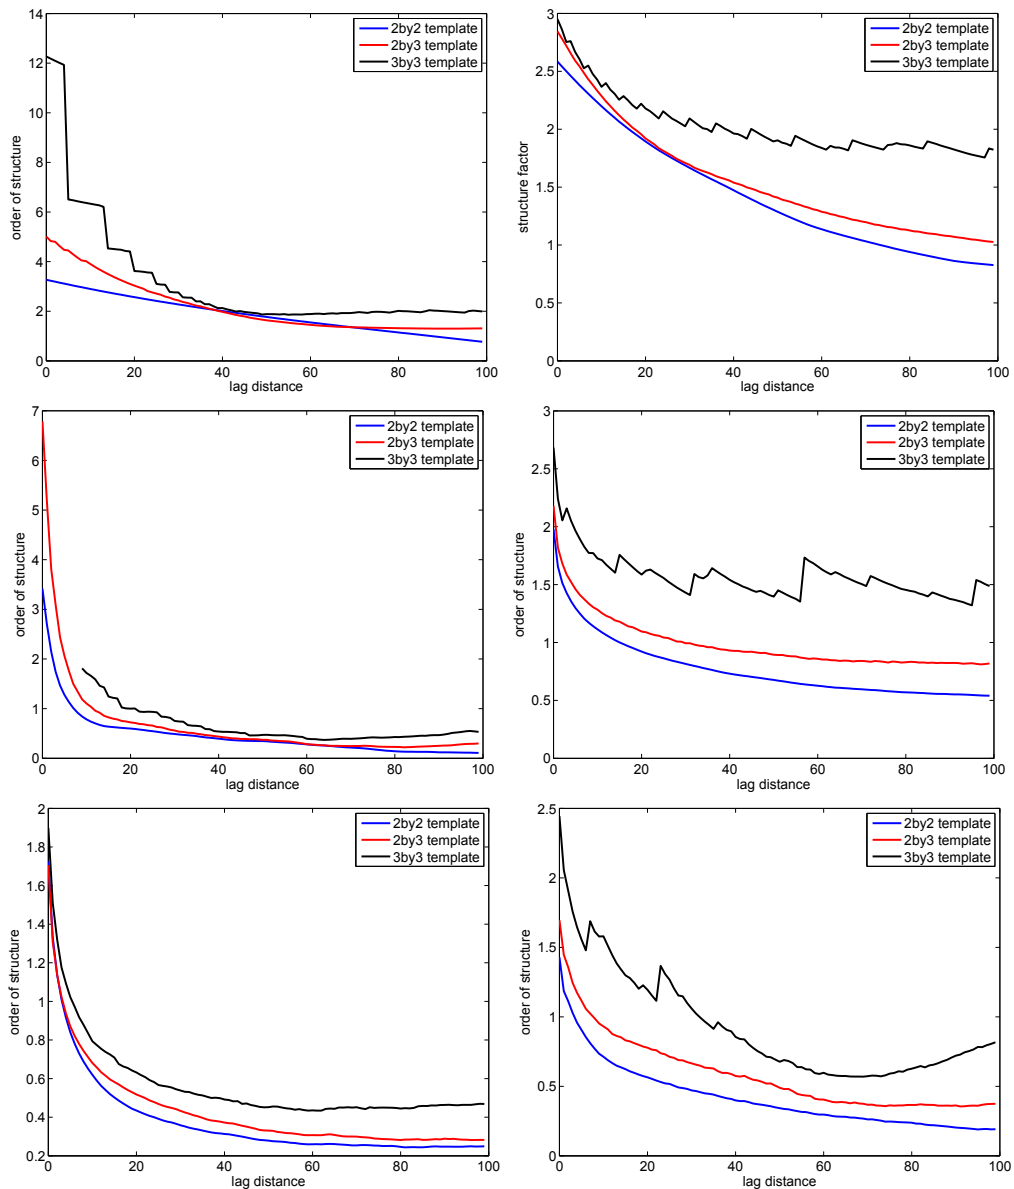 14
12
10
8
6
4
2
0
0 20 40 60 80 100
order of structure
lag distance
2by2 template
2by3 template
3by3 template
3
2.5
2
1.5
1
0.5
0
0 20 40 60 80 100
structure factor
lag distance
2by2 template
2by3 template
3by3 template
7
6
5
4
3
2
1
0
0 20 40 60 80 100
order of structure
lag distance
2by2 template
2by3 template
3by3 template
3
2.5
2
1.5
1
0.5
0
0 20 40 60 80 100
order of structure
lag distance
2by2 template
2by3 template
3by3 template
2
1.8
1.6
1.4
1.2
1
0.8
0.6
0.4
0.2
0 20 40 60 80 100
order of structure
lag distance
2by2 template
2by3 template
3by3 template
2.5
2
1.5
1
0.5
0
0 20 40 60 80 100
order of structure
lag distance
2by2 template
2by3 template
3by3 template